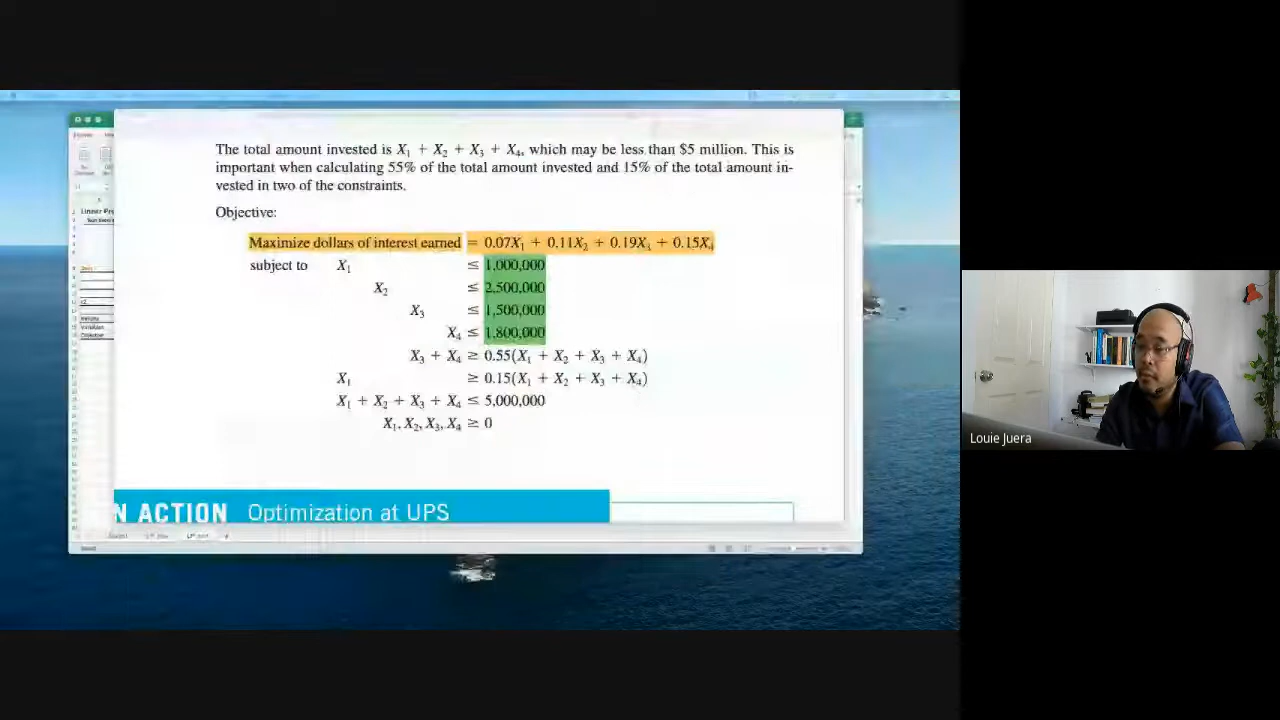 The total amount invested is X₁ + X₂ + X₃ + X₄, which may be less than $5 million. This is
important when calculating 55% of the total amount invested and 15% of the total amount in-
vested in two of the constraints.
Objective:
Maximize dollars of interest earned = 0.07X₁ + 0.11X₂ + 0.19X₃ + 0.15X₄
subject to X₁ ≤ 1,000,000
X₂ ≤ 2,500,000
X₃ ≤ 1,500,000
X₄ ≤ 1,800,000
X₃ + X₄ ≥ 0.55(X₁ + X₂ + X₃ + X₄)
X₁ ≥ 0.15(X₁ + X₂ + X₃ + X₄)
X₁ + X₂ + X₃ + X₄ ≤ 5,000,000
X₁, X₂, X₃, X₄ ≥ 0
N ACTION Optimization at UPS
Louie Juera